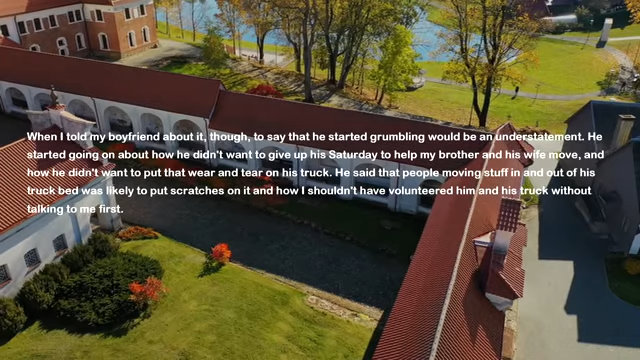 When I told my boyfriend about it, though, to say that he started grumbling would be an understatement. He
started going on about how he didn't want to give up his Saturday to help my brother and his wife move, and
how he didn't want to put that wear and tear on his truck. He said that people moving stuff in and out of his
truck bed was likely to put scratches on it and how I shouldn't have volunteered him and his truck without
talking to me first.